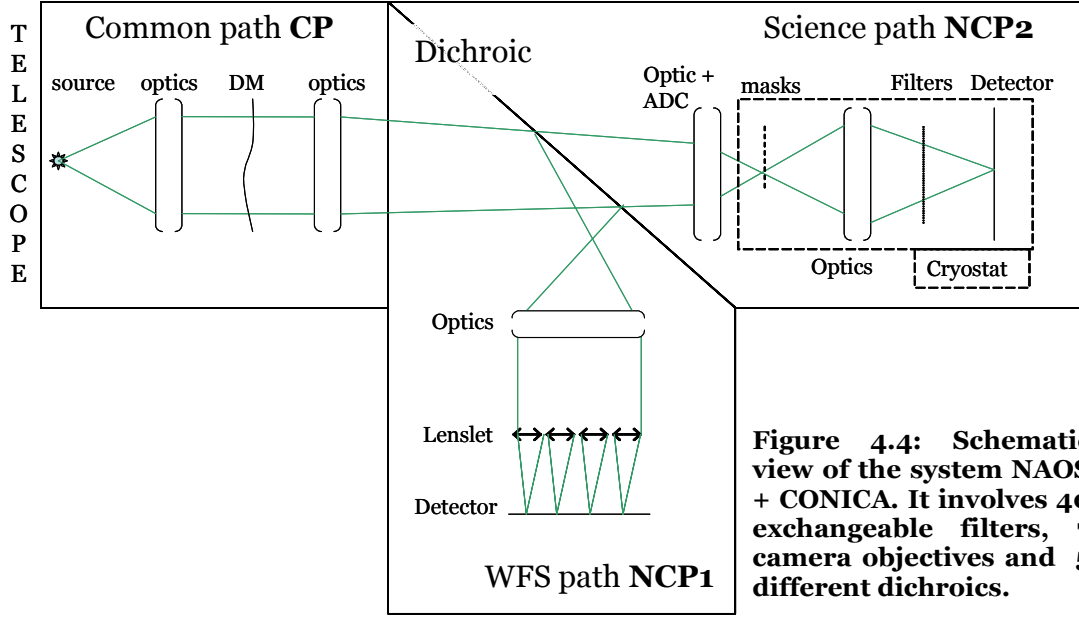 TELESCOPE
Common path CP
source optics DM optics
Dichroic
Science path NCP2
Optic +
ADC
masks
Filters
Detector
Optics
Cryostat
Optics
Lenslet
Detector
WFS path NCP1
Figure 4.4: Schematic
view of the system NAOS
+ CONICA. It involves
exchangeable filters,
camera objectives and
different dichroics.